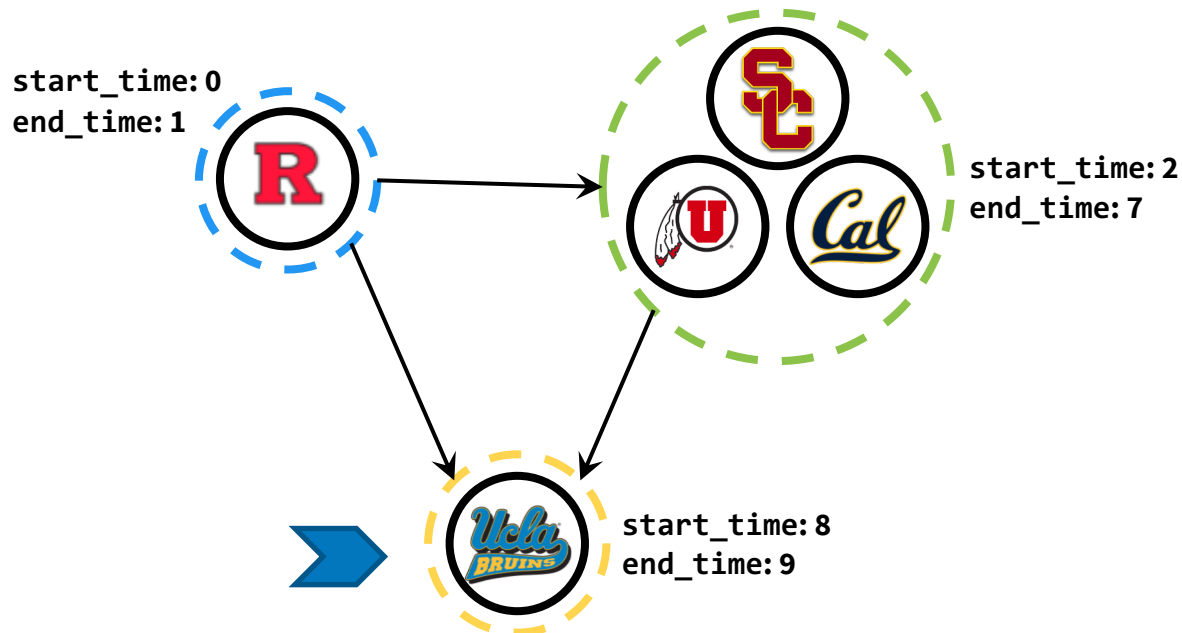 start_time: 0
end_time: 1
R
SC
U
Cal
start_time: 2
end_time: 7
Ucla
BRUINS
start_time: 8
end_time: 9